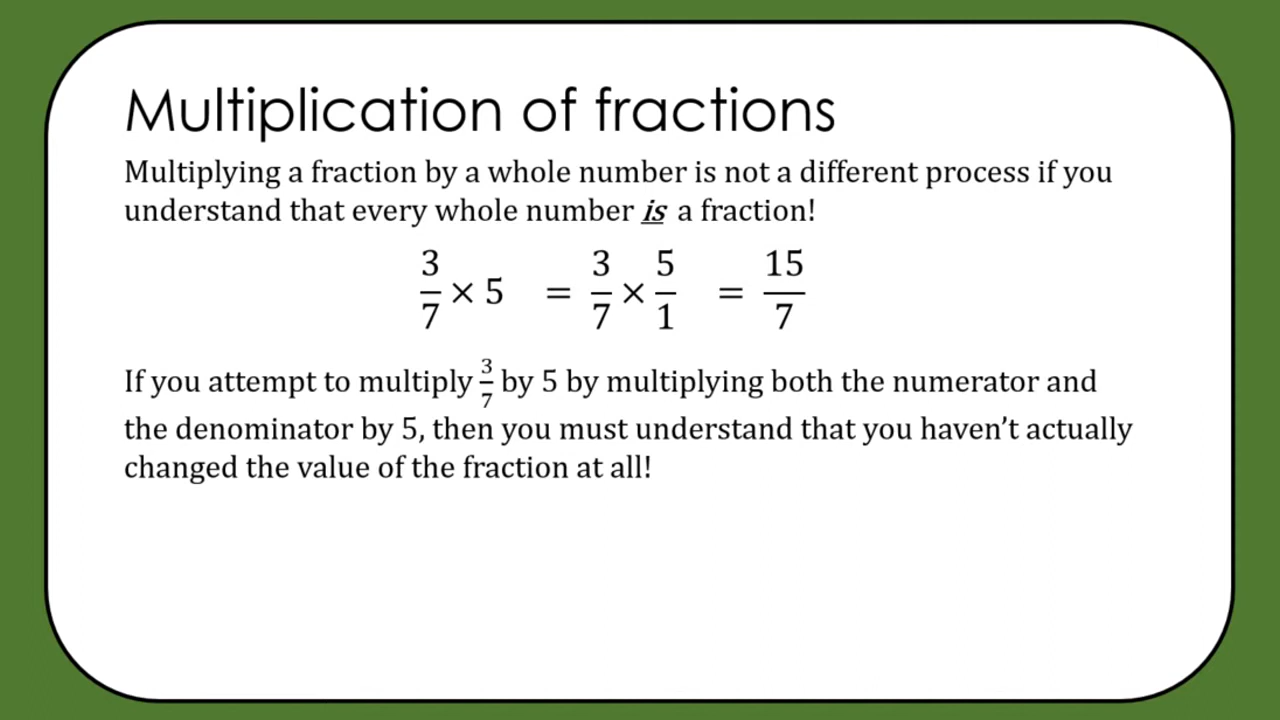 Multiplication of fractions
Multiplying a fraction by a whole number is not a different process if you
understand that every whole number is a fraction!
3/7 × 5 = 3/7 × 5/1 = 15/7
If you attempt to multiply 3/7 by 5 by multiplying both the numerator and
the denominator by 5, then you must understand that you haven’t actually
changed the value of the fraction at all!